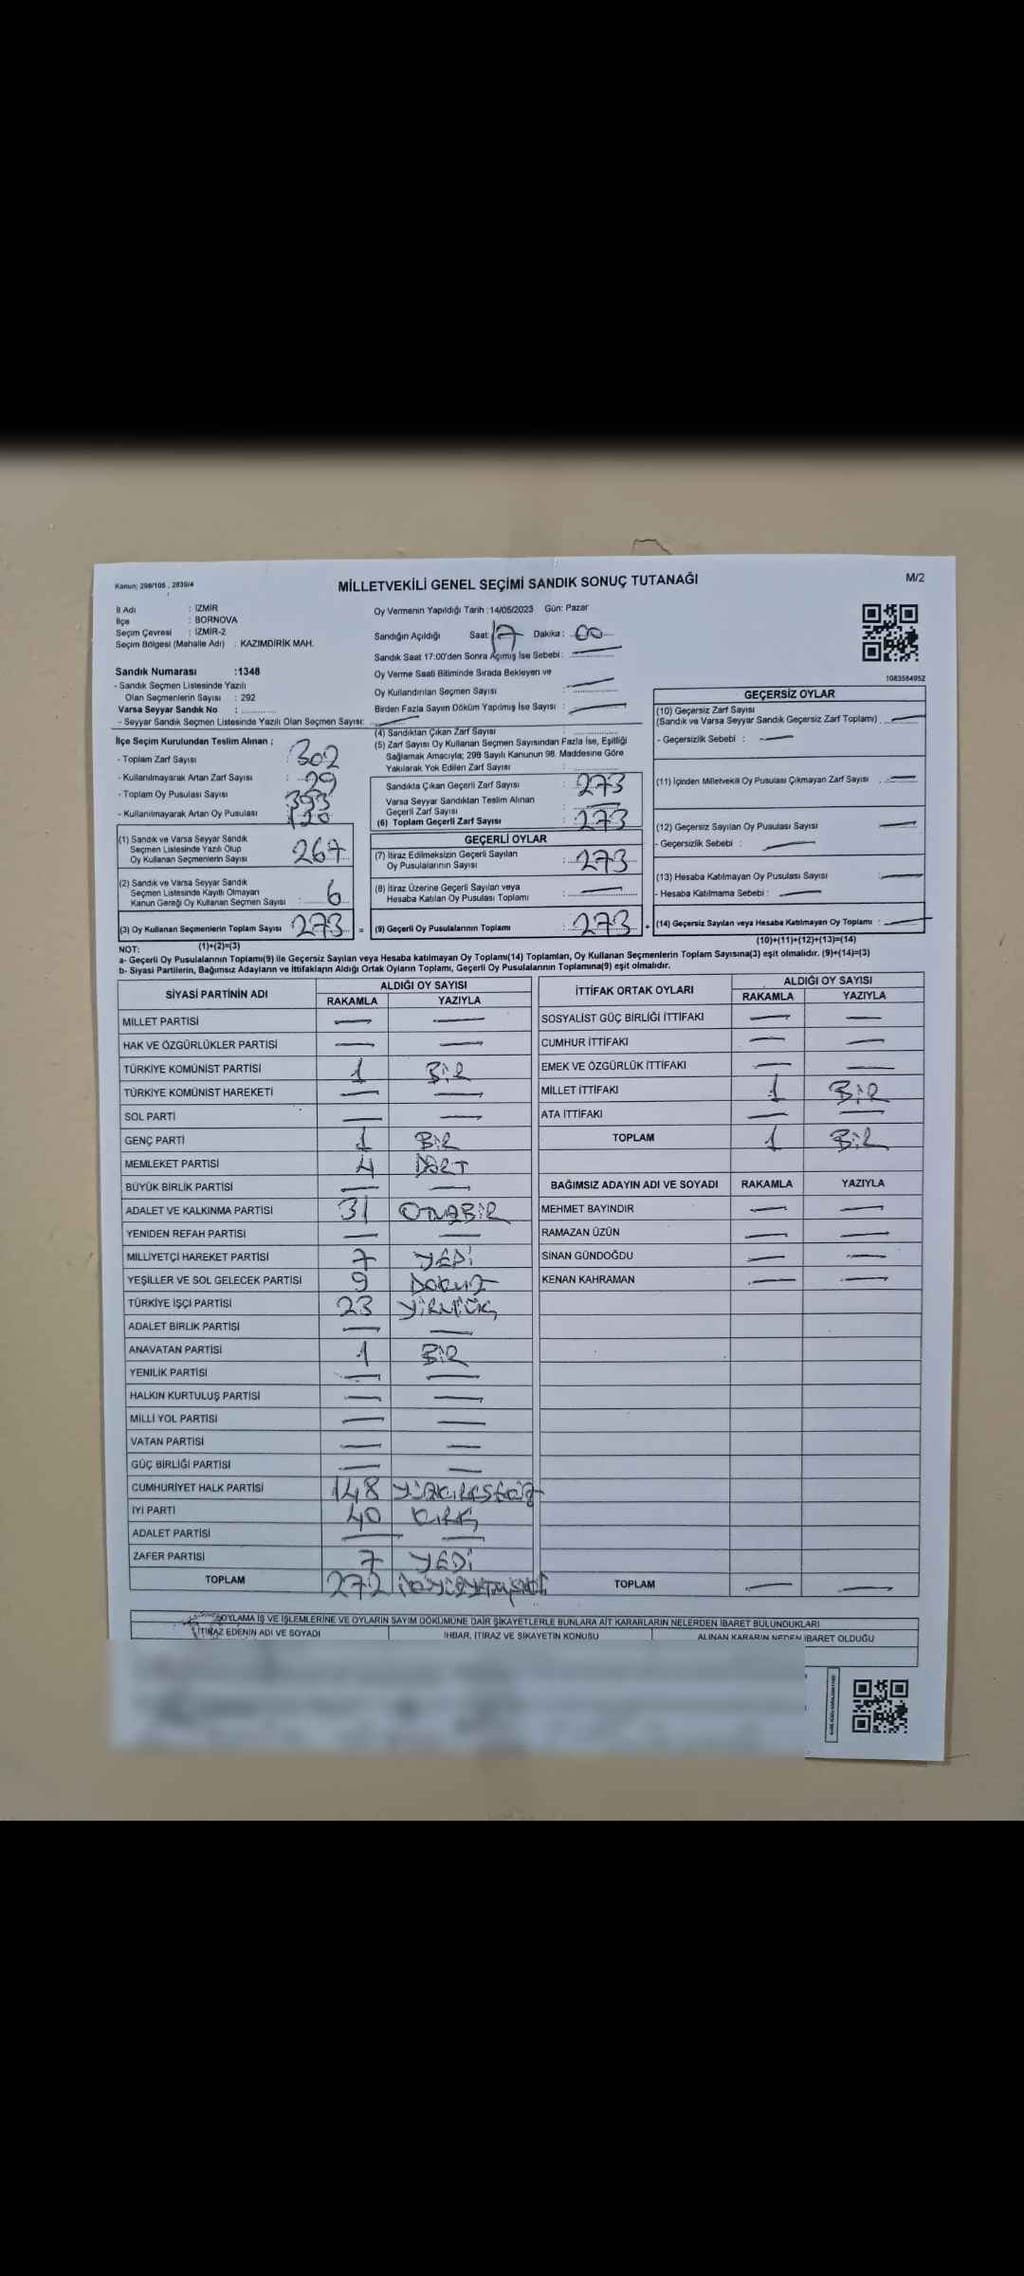 Kanun: 298/105 , 2839/4
MİLLETVEKİLİ GENEL SEÇİMİ SANDIK SONUÇ TUTANAĞI
M/2
İl Adı : İZMİR
İlçe : BORNOVA
Seçim Çevresi : İZMİR-2
Seçim Bölgesi (Mahalle Adı) : KAZIMDİRİK MAH.
Sandık Numarası :1348
- Sandık Seçmen Listesinde Yazılı
Olan Seçmenlerin Sayısı : 292
Varsa Seyyar Sandık No :
- Seyyar Sandık Seçmen Listesinde Yazılı Olan Seçmen Sayısı:
Oy Vermenin Yapıldığı Tarih :14/05/2023 Gün: Pazar
Sandığın Açıldığı Saat: 17 Dakika : 00
Sandık Saat 17:00'den Sonra Açılmış İse Sebebi :
Oy Verme Saati Bitiminde Sırada Bekleyen ve
Oy Kullandırılan Seçmen Sayısı :
Birden Fazla Sayım Döküm Yapılmış İse Sayısı :
1083584952
İlçe Seçim Kurulundan Teslim Alınan ;
- Toplam Zarf Sayısı : 302
- Kullanılmayarak Artan Zarf Sayısı : 29
- Toplam Oy Pusulası Sayısı 393
- Kullanılmayarak Artan Oy Pusulası : 120
(1) Sandık ve Varsa Seyyar Sandık
Seçmen Listesinde Yazılı Olup
Oy Kullanan Seçmenlerin Sayısı 267
(2) Sandık ve Varsa Seyyar Sandık
Seçmen Listesinde Kayıtlı Olmayan
Kanun Gereği Oy Kullanan Seçmen Sayısı : 6
(3) Oy Kullanan Seçmenlerin Toplam Sayısı 273 =
(4) Sandıktan Çıkan Zarf Sayısı :
(5) Zarf Sayısı Oy Kullanan Seçmen Sayısından Fazla İse, Eşitliği
Sağlamak Amacıyla; 298 Sayılı Kanunun 98. Maddesine Göre
Yakılarak Yok Edilen Zarf Sayısı :
Sandıkta Çıkan Geçerli Zarf Sayısı : 273
Varsa Seyyar Sandıktan Teslim Alınan
Geçerli Zarf Sayısı :
(6) Toplam Geçerli Zarf Sayısı : 273
GEÇERLİ OYLAR
(7) İtiraz Edilmeksizin Geçerli Sayılan
Oy Pusulalarının Sayısı : 273
(8) İtiraz Üzerine Geçerli Sayılan veya
Hesaba Katılan Oy Pusulası Toplamı :
(9) Geçerli Oy Pusulalarının Toplamı : 273 +
GEÇERSİZ OYLAR
(10) Geçersiz Zarf Sayısı
(Sandık ve Varsa Seyyar Sandık Geçersiz Zarf Toplamı)
- Geçersizlik Sebebi :
(11) İçinden Milletvekili Oy Pusulası Çıkmayan Zarf Sayısı :
(12) Geçersiz Sayılan Oy Pusulası Sayısı :
- Geçersizlik Sebebi :
(13) Hesaba Katılmayan Oy Pusulası Sayısı :
- Hesaba Katılmama Sebebi :
(14) Geçersiz Sayılan veya Hesaba Katılmayan Oy Toplamı :
NOT: (1)+(2)=(3)
(10)+(11)+(12)+(13)=(14)
a- Geçerli Oy Pusulalarının Toplamı(9) ile Geçersiz Sayılan veya Hesaba katılmayan Oy Toplamı(14) Toplamları, Oy Kullanan Seçmenlerin Toplam Sayısına(3) eşit olmalıdır. (9)+(14)=(3)
b- Siyasi Partilerin, Bağımsız Adayların ve İttifakların Aldığı Ortak Oyların Toplamı, Geçerli Oy Pusulalarının Toplamına(9) eşit olmalıdır.
SİYASİ PARTİNİN ADI ALDIĞI OY SAYISI
RAKAMLA YAZIYLA
MİLLET PARTİSİ
HAK VE ÖZGÜRLÜKLER PARTİSİ
TÜRKİYE KOMÜNİST PARTİSİ 1 BİR
TÜRKİYE KOMÜNİST HAREKETİ
SOL PARTİ
GENÇ PARTİ 1 BİR
MEMLEKET PARTİSİ 4 DÖRT
BÜYÜK BİRLİK PARTİSİ
ADALET VE KALKINMA PARTİSİ 31 OTUZBİR
YENİDEN REFAH PARTİSİ
MİLLİYETÇİ HAREKET PARTİSİ 7 YEDİ
YEŞİLLER VE SOL GELECEK PARTİSİ 9 DOKUZ
TÜRKİYE İŞÇİ PARTİSİ 23 YİRMİÜÇ
ADALET BİRLİK PARTİSİ
ANAVATAN PARTİSİ 1 BİR
YENİLİK PARTİSİ
HALKIN KURTULUŞ PARTİSİ
MİLLİ YOL PARTİSİ
VATAN PARTİSİ
GÜÇ BİRLİĞİ PARTİSİ
CUMHURİYET HALK PARTİSİ 148 YÜZKIRKSEKİZ
İYİ PARTİ 40 KIRK
ADALET PARTİSİ
ZAFER PARTİSİ 7 YEDİ
TOPLAM 272 İKİYÜZYETMİŞİKİ
İTTİFAK ORTAK OYLARI ALDIĞI OY SAYISI
RAKAMLA YAZIYLA
SOSYALİST GÜÇ BİRLİĞİ İTTİFAKI
CUMHUR İTTİFAKI
EMEK VE ÖZGÜRLÜK İTTİFAKI
MİLLET İTTİFAKI 1 BİR
ATA İTTİFAKI
TOPLAM 1 BİR
BAĞIMSIZ ADAYIN ADI VE SOYADI RAKAMLA YAZIYLA
MEHMET BAYINDIR
RAMAZAN ÜZÜN
SİNAN GÜNDOĞDU
KENAN KAHRAMAN
TOPLAM
OYLAMA İŞ VE İŞLEMLERİNE VE OYLARIN SAYIM DÖKÜMÜNE DAİR ŞİKAYETLERLE BUNLARA AİT KARARLARIN NELERDEN İBARET BULUNDUKLARI
İTİRAZ EDENİN ADI VE SOYADI İHBAR, İTİRAZ VE ŞİKAYETİN KONUSU ALINAN KARARIN NEDEN İBARET OLDUĞU